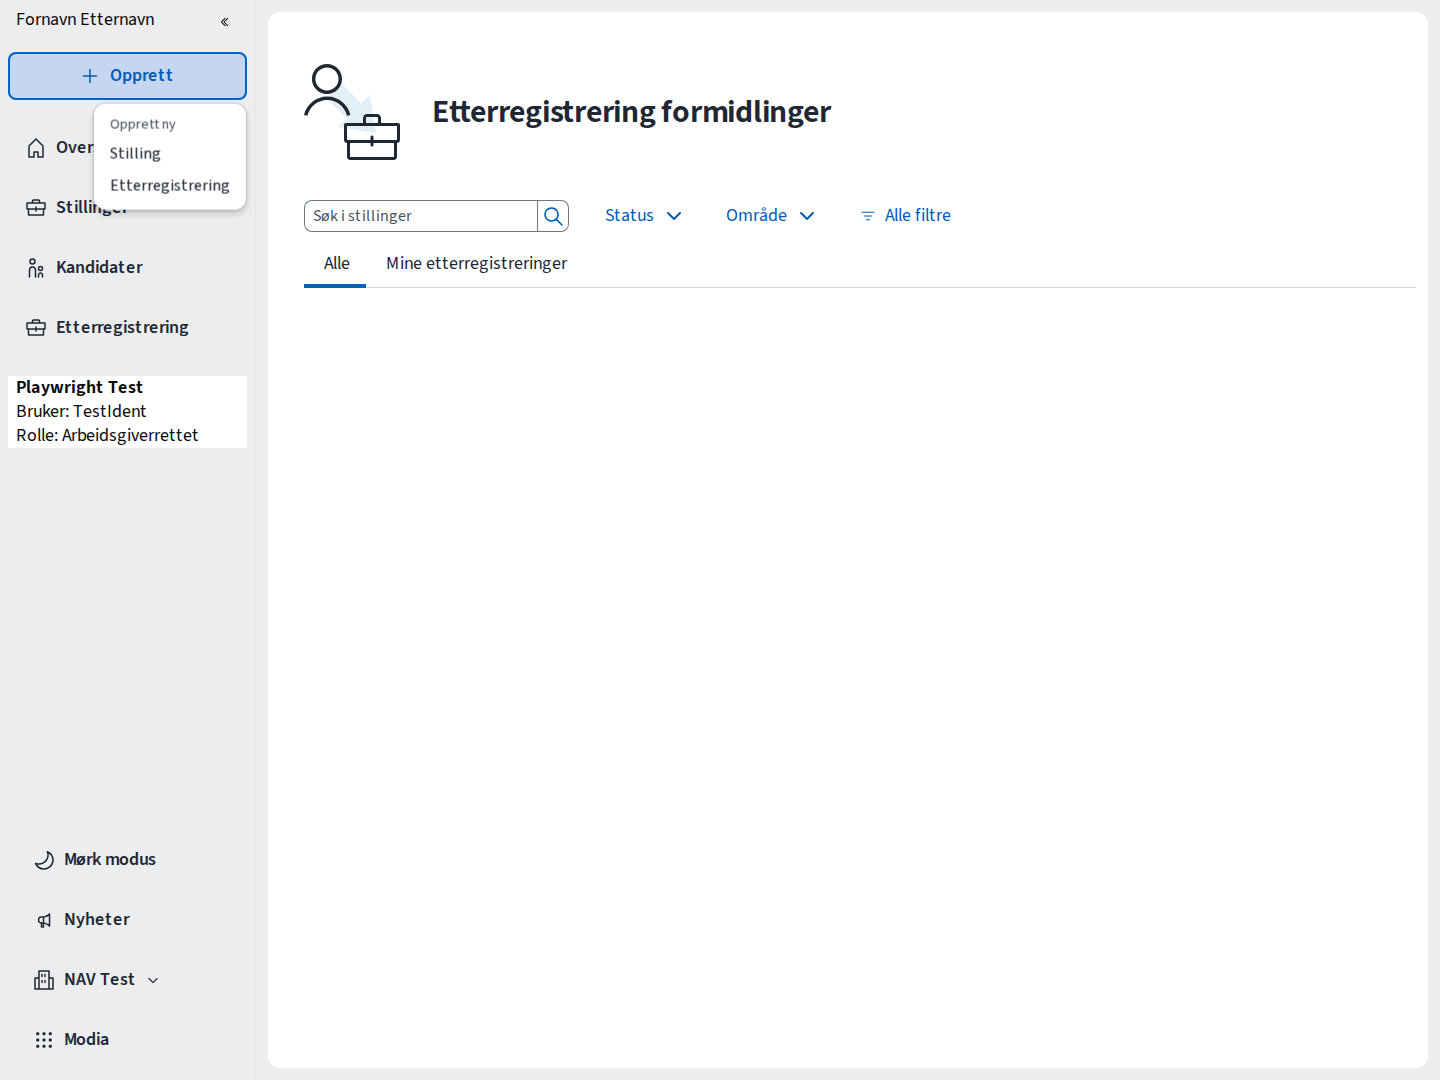 Fornavn Etternavn
Opprett
Opprett ny
Stilling
Etterregistrering
Over
Stillinger
Kandidater
Etterregistrering
Playwright Test
Bruker: TestIdent
Rolle: Arbeidsgiverrettet
Mørk modus
Nyheter
NAV Test
Modia
Etterregistrering formidlinger
Søk i stillinger
Status
Område
Alle filtre
Alle
Mine etterregistreringer